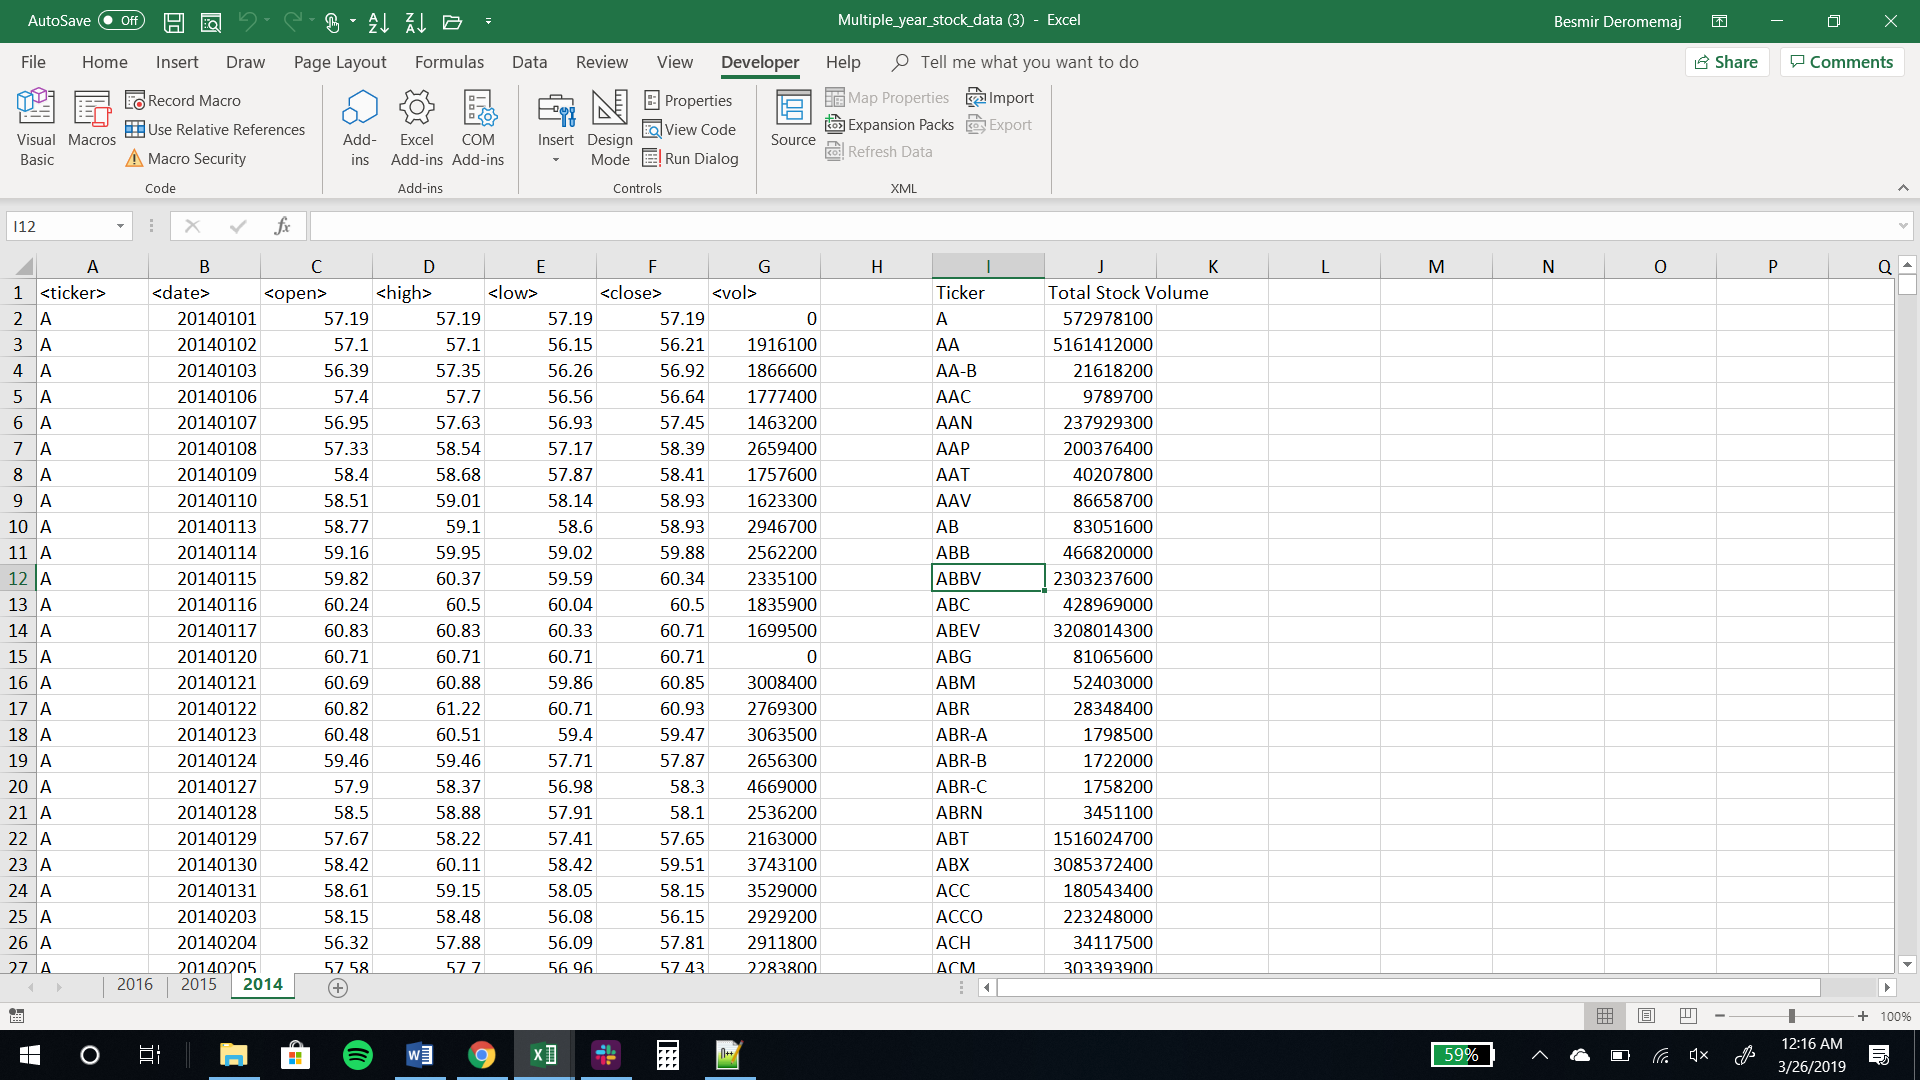 AutoSave Off
Multiple_year_stock_data (3) - Excel
Besmir Deromemaj
File Home Insert Draw Page Layout Formulas Data Review View Developer Help Tell me what you want to do Share Comments
Visual Basic
Macros
Record Macro
Use Relative References
Macro Security
Code
Add-ins
Excel Add-ins
COM Add-ins
Add-ins
Insert
Design Mode
Properties
View Code
Run Dialog
Controls
Source
Map Properties
Expansion Packs
Refresh Data
Import
Export
XML
I12
fx
A B C D E F G H I J K L M N O P Q
1 <ticker> <date> <open> <high> <low> <close> <vol> Ticker Total Stock Volume
2 A 20140101 57.19 57.19 57.19 57.19 0 A 572978100
3 A 20140102 57.1 57.1 56.15 56.21 1916100 AA 5161412000
4 A 20140103 56.39 57.35 56.26 56.92 1866600 AA-B 21618200
5 A 20140106 57.4 57.7 56.56 56.64 1777400 AAC 9789700
6 A 20140107 56.95 57.63 56.93 57.45 1463200 AAN 237929300
7 A 20140108 57.33 58.54 57.17 58.39 2659400 AAP 200376400
8 A 20140109 58.4 58.68 57.87 58.41 1757600 AAT 40207800
9 A 20140110 58.51 59.01 58.14 58.93 1623300 AAV 86658700
10 A 20140113 58.77 59.1 58.6 58.93 2946700 AB 83051600
11 A 20140114 59.16 59.95 59.02 59.88 2562200 ABB 466820000
12 A 20140115 59.82 60.37 59.59 60.34 2335100 ABBV 2303237600
13 A 20140116 60.24 60.5 60.04 60.5 1835900 ABC 428969000
14 A 20140117 60.83 60.83 60.33 60.71 1699500 ABEV 3208014300
15 A 20140120 60.71 60.71 60.71 60.71 0 ABG 81065600
16 A 20140121 60.69 60.88 59.86 60.85 3008400 ABM 52403000
17 A 20140122 60.82 61.22 60.71 60.93 2769300 ABR 28348400
18 A 20140123 60.48 60.51 59.4 59.47 3063500 ABR-A 1798500
19 A 20140124 59.46 59.46 57.71 57.87 2656300 ABR-B 1722000
20 A 20140127 57.9 58.37 56.98 58.3 4669000 ABR-C 1758200
21 A 20140128 58.5 58.88 57.91 58.1 2536200 ABRN 3451100
22 A 20140129 57.67 58.22 57.41 57.65 2163000 ABT 1516024700
23 A 20140130 58.42 60.11 58.42 59.51 3743100 ABX 3085372400
24 A 20140131 58.61 59.15 58.05 58.15 3529000 ACC 180543400
25 A 20140203 58.15 58.48 56.08 56.15 2929200 ACCO 223248000
26 A 20140204 56.32 57.88 56.09 57.81 2911800 ACH 34117500
27 A 20140205 57.58 57.7 56.96 57.43 2283800 ACM 303393900
2016 2015 2014
100%
59%
12:16 AM
3/26/2019